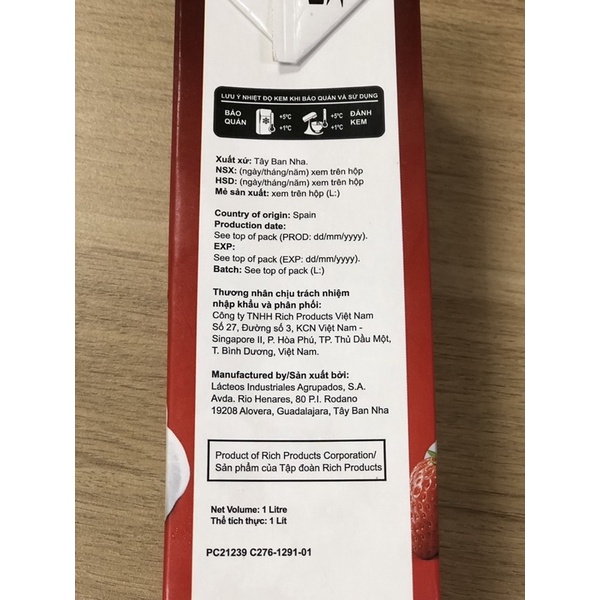 LƯU Ý NHIỆT ĐỘ KEM KHI BẢO QUẢN VÀ SỬ DỤNG
BẢO QUẢN +5°C +1°C +5°C +1°C ĐÁNH KEM
Xuất xứ: Tây Ban Nha.
NSX: (ngày/tháng/năm) xem trên hộp
HSD: (ngày/tháng/năm) xem trên hộp
Mẻ sản xuất: xem trên hộp (L:)
Country of origin: Spain
Production date:
See top of pack (PROD: dd/mm/yyyy).
EXP:
See top of pack (EXP: dd/mm/yyyy).
Batch: See top of pack (L:)
Thương nhân chịu trách nhiệm
nhập khẩu và phân phối:
Công ty TNHH Rich Products Việt Nam
Số 27, Đường số 3, KCN Việt Nam -
Singapore II, P. Hòa Phú, TP. Thủ Dầu Một,
T. Bình Dương, Việt Nam.
Manufactured by/Sản xuất bởi:
Lácteos Industriales Agrupados, S.A.
Avda. Rio Henares, 80 P.I. Rodano
19208 Alovera, Guadalajara, Tây Ban Nha
Product of Rich Products Corporation/
Sản phẩm của Tập đoàn Rich Products
Net Volume: 1 Litre
Thể tích thực: 1 Lít
PC21239 C276-1291-01